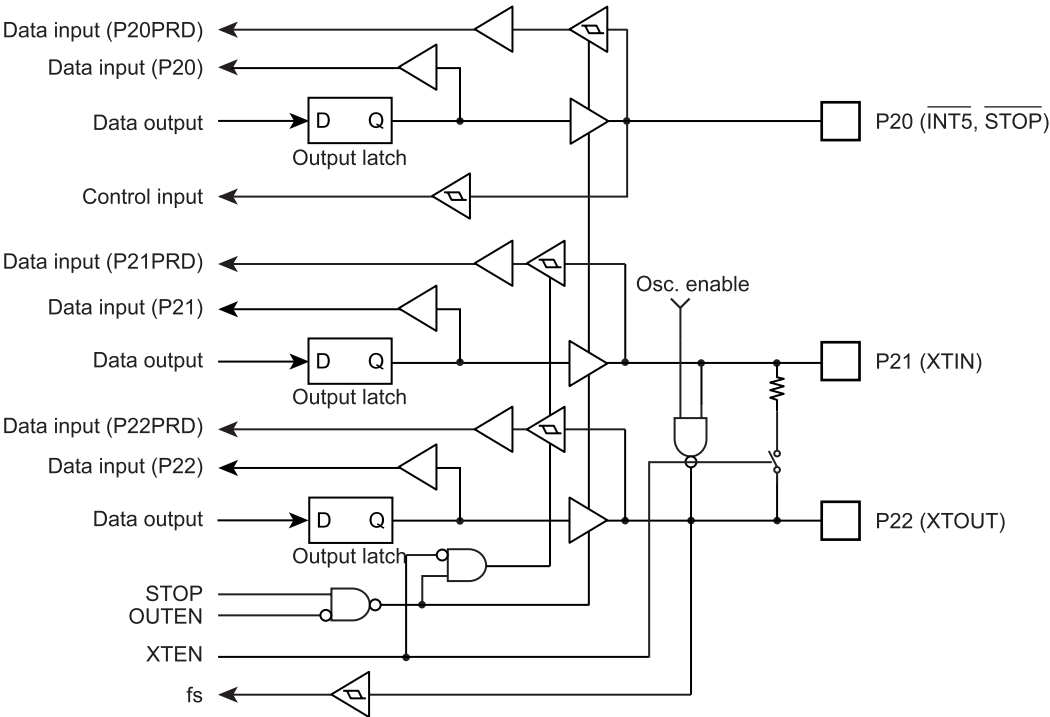 Data input (P20PRD)
Data input (P20)
Data output
D Q
Output latch
P20 (INT5, STOP)
Control input
Data input (P21PRD)
Osc. enable
Data input (P21)
Data output
D Q
Output latch
P21 (XTIN)
Data input (P22PRD)
Data input (P22)
Data output
D Q
Output latch
P22 (XTOUT)
STOP
OUTEN
XTEN
fs